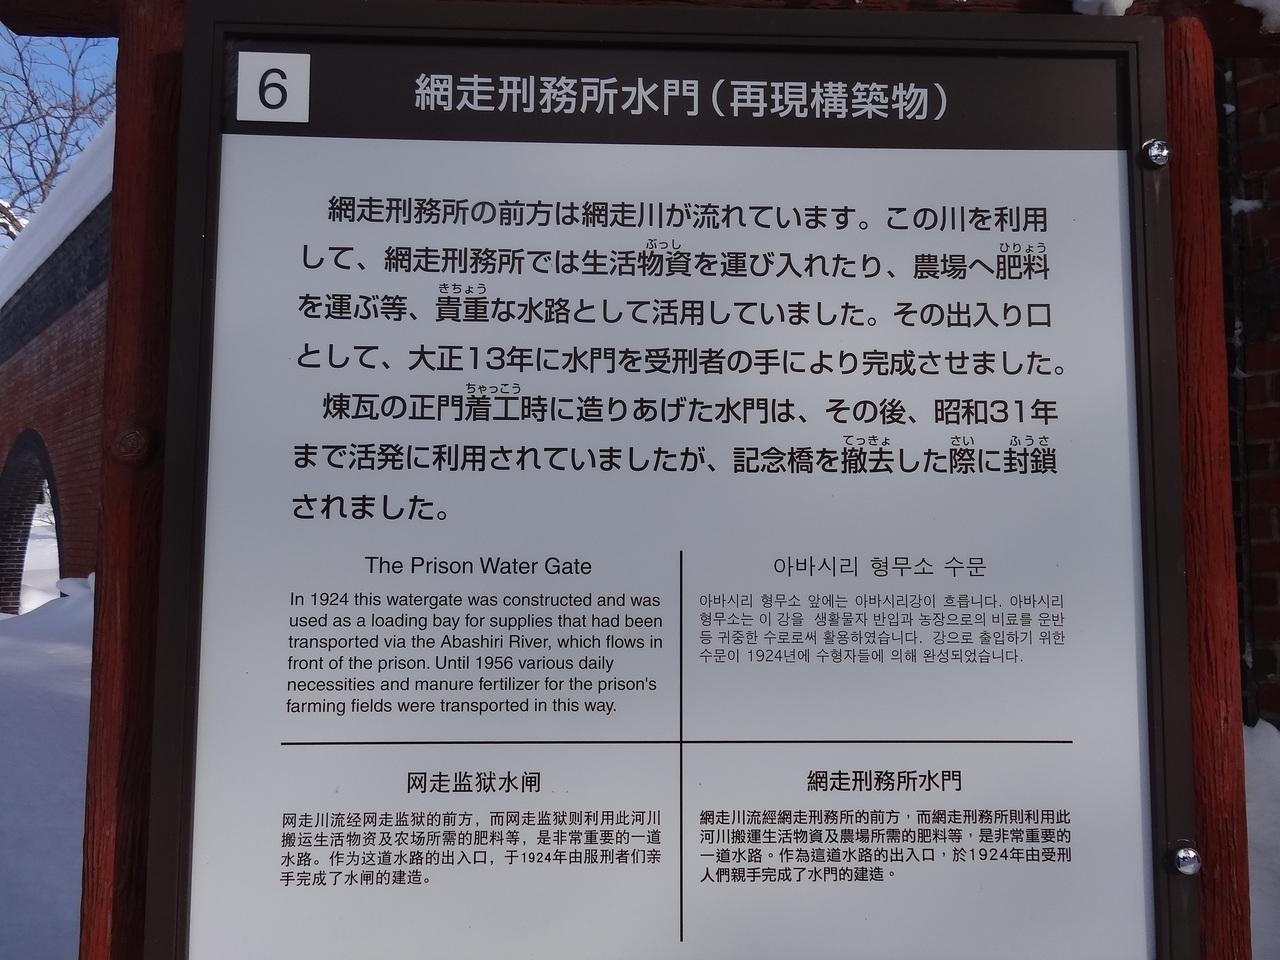 6
網走刑務所水門（再現構築物）
網走刑務所の前方は網走川が流れています。この川を利用
ぶっし ひりょう
して、網走刑務所では生活物資を運び入れたり、農場へ肥料
きちょう
を運ぶ等、貴重な水路として活用していました。その出入り口
として、大正13年に水門を受刑者の手により完成させました。
ちゃっこう
煉瓦の正門着工時に造りあげた水門は、その後、昭和31年
てっきょ さい ふうさ
まで活発に利用されていましたが、記念橋を撤去した際に封鎖
されました。
The Prison Water Gate
In 1924 this watergate was constructed and was
used as a loading bay for supplies that had been
transported via the Abashiri River, which flows in
front of the prison. Until 1956 various daily
necessities and manure fertilizer for the prison's
farming fields were transported in this way.
아바시리 형무소 수문
아바시리 형무소 앞에는 아바시리강이 흐릅니다. 아바시리
형무소는 이 강을 생활물자 반입과 농장으로의 비료를 운반
등 귀중한 수로로써 활용하였습니다. 강으로 출입하기 위한
수문이 1924년에 수형자들에 의해 완성되었습니다.
网走监狱水闸
网走川流经网走监狱的前方，而网走监狱则利用此河川
搬运生活物资及农场所需的肥料等，是非常重要的一道
水路。作为这道水路的出入口，于1924年由服刑者们亲
手完成了水闸的建造。
網走刑務所水門
網走川流經網走刑務所的前方，而網走刑務所則利用此
河川搬運生活物資及農場所需的肥料等，是非常重要的
一道水路。作為這道水路的出入口，於1924年由受刑
人們親手完成了水門的建造。